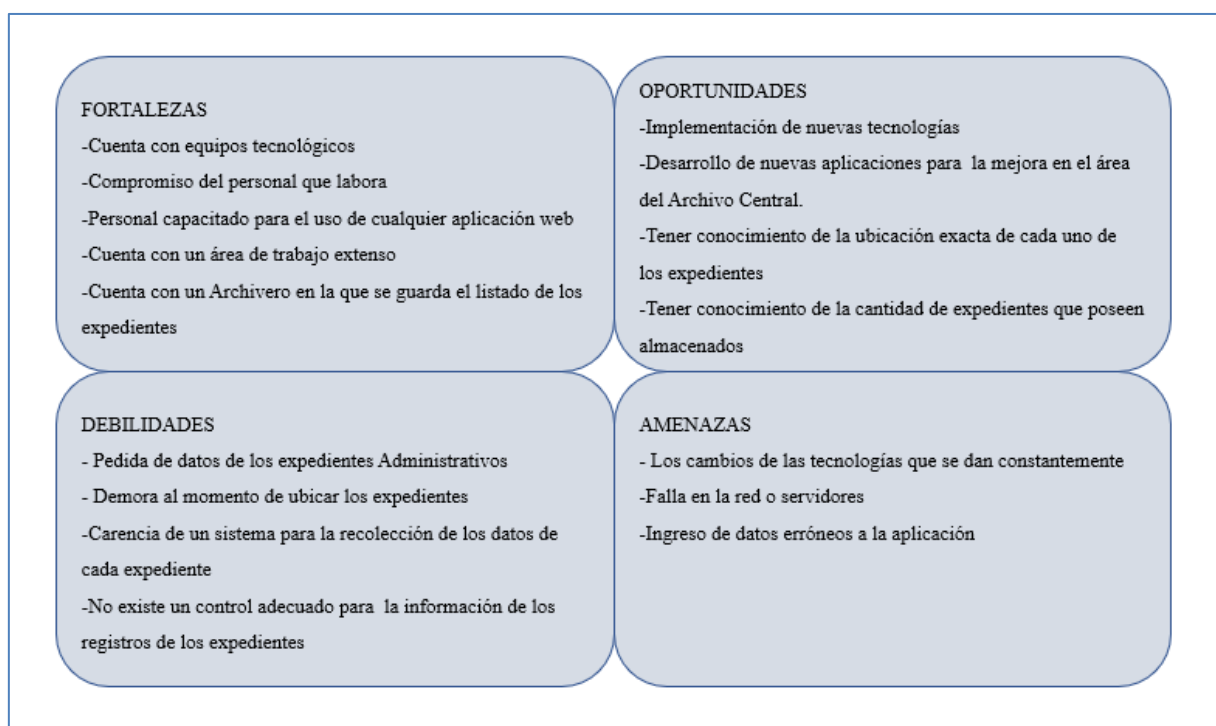 FORTALEZAS
-Cuenta con equipos tecnológicos
-Compromiso del personal que labora
-Personal capacitado para el uso de cualquier aplicación web
-Cuenta con un área de trabajo extenso
-Cuenta con un Archivero en la que se guarda el listado de los
expedientes
OPORTUNIDADES
-Implementación de nuevas tecnologías
-Desarrollo de nuevas aplicaciones para la mejora en el área
del Archivo Central.
-Tener conocimiento de la ubicación exacta de cada uno de
los expedientes
-Tener conocimiento de la cantidad de expedientes que poseen
almacenados
DEBILIDADES
- Pedida de datos de los expedientes Administrativos
- Demora al momento de ubicar los expedientes
-Carencia de un sistema para la recolección de los datos de
cada expediente
-No existe un control adecuado para la información de los
registros de los expedientes
AMENAZAS
- Los cambios de las tecnologías que se dan constantemente
-Falla en la red o servidores
-Ingreso de datos erróneos a la aplicación